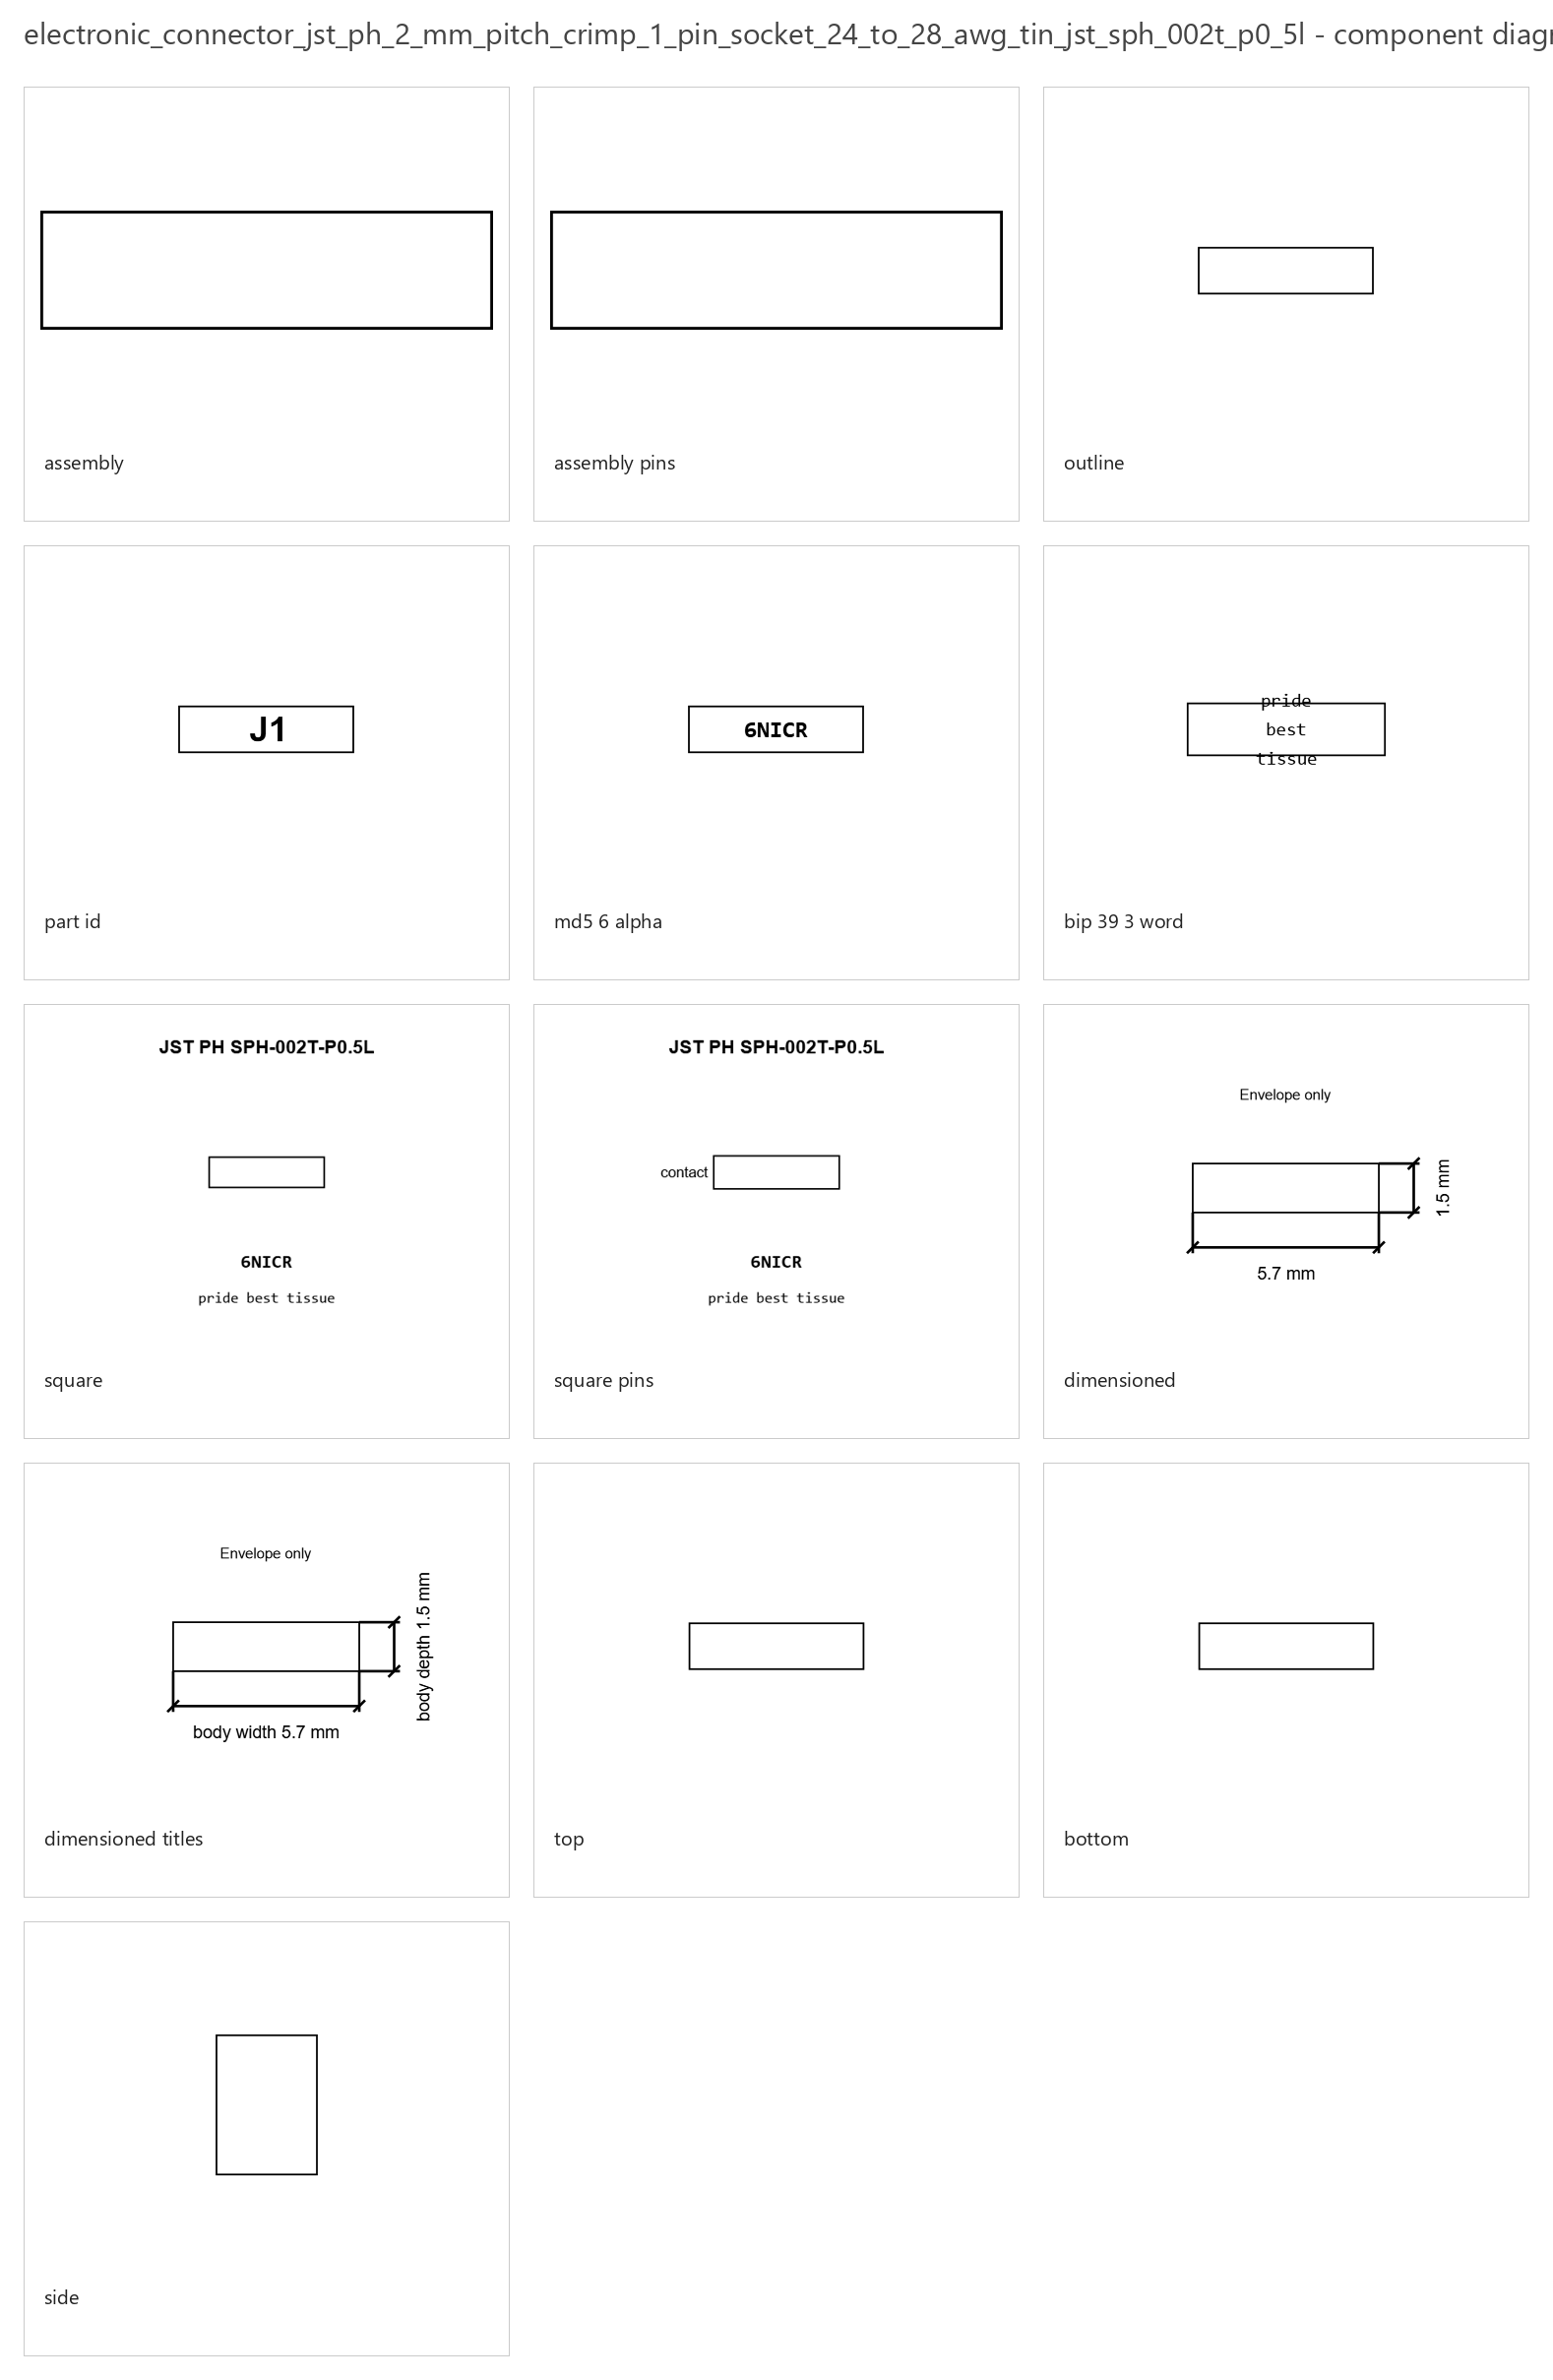 electronic_connector_jst_ph_2_mm_pitch_crimp_1_pin_socket_24_to_28_awg_tin_jst_sph_002t_p0_5l - component diagr
assembly
assembly pins
outline
J1
part id
6NICR
md5 6 alpha
pride
best
tissue
bip 39 3 word
JST PH SPH-002T-P0.5L
6NICR
pride best tissue
square
JST PH SPH-002T-P0.5L
contact
6NICR
pride best tissue
square pins
Envelope only
1.5 mm
5.7 mm
dimensioned
Envelope only
body depth 1.5 mm
body width 5.7 mm
dimensioned titles
top
bottom
side